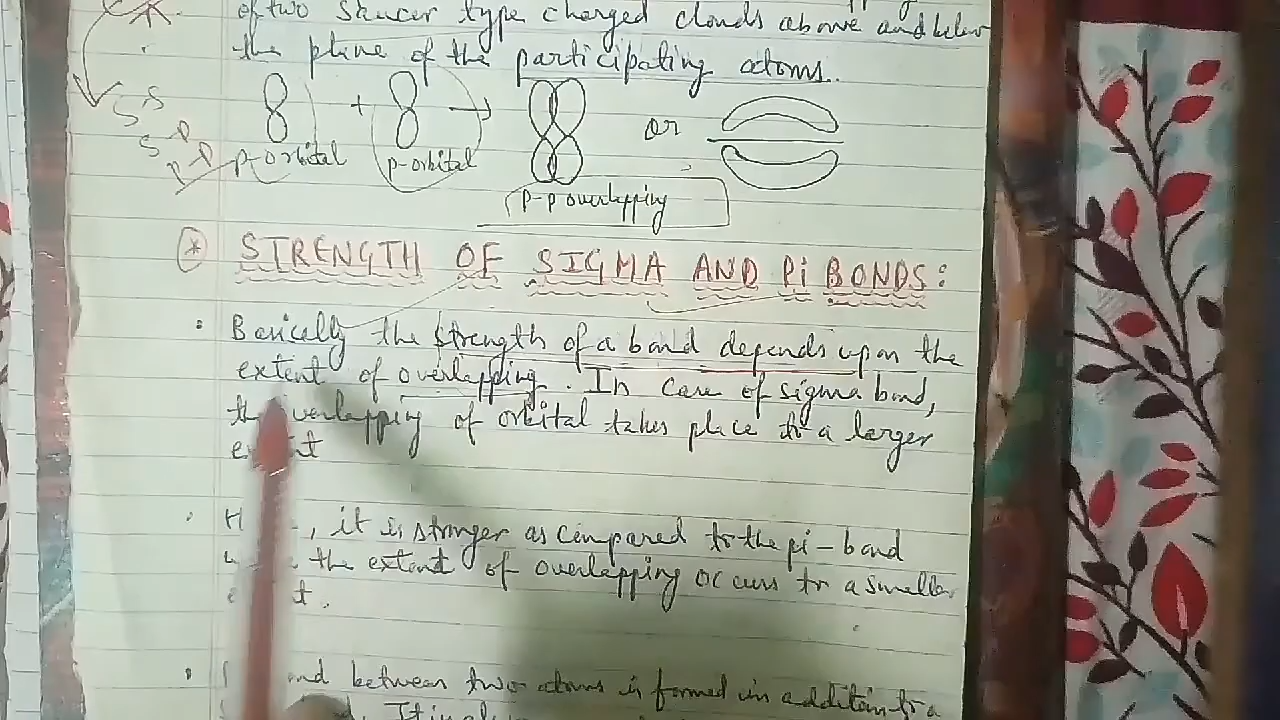 of two Saucer type charged clouds above and below
the plane of the participating atoms.
S-S
S-P
P-P
p-orbital + p-orbital → or
P-P overlapping
* STRENGTH OF SIGMA AND Pi BONDS:
Basically the strength of a bond depends upon the
extent of overlapping. In case of sigma bond,
the overlapping of orbital takes place to a larger
, it is stronger as compared to the pi-bond
the extent of overlapping occurs to a smaller
between two atoms is formed in addition to a